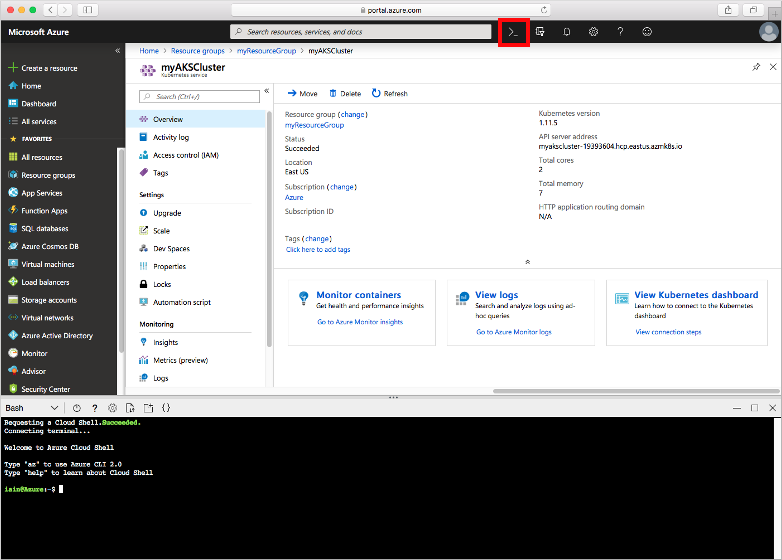 portal.azure.com
Microsoft Azure
Search resources, services, and docs
>_
?
Create a resource
Home
Dashboard
All services
FAVORITES
All resources
Resource groups
App Services
Function Apps
SQL databases
Azure Cosmos DB
Virtual machines
Load balancers
Storage accounts
Virtual networks
Azure Active Directory
Monitor
Advisor
Security Center
Home > Resource groups > myResourceGroup > myAKSCluster
myAKSCluster
Kubernetes service
Search (Ctrl+/)
Overview
Activity log
Access control (IAM)
Tags
Settings
Upgrade
Scale
Dev Spaces
Properties
Locks
Automation script
Monitoring
Insights
Metrics (preview)
Logs
Move
Delete
Refresh
Resource group (change)
myResourceGroup
Status
Succeeded
Location
East US
Subscription (change)
Azure
Subscription ID
Tags (change)
Click here to add tags
Kubernetes version
1.11.5
API server address
myakscluster-19393604.hcp.eastus.azmk8s.io
Total cores
2
Total memory
7
HTTP application routing domain
N/A
Monitor containers
Get health and performance insights
Go to Azure Monitor insights
View logs
Search and analyze logs using ad-
hoc queries
Go to Azure Monitor logs
View Kubernetes dashboard
Learn how to connect to the Kubernetes
dashboard
View connection steps
Bash
?
{}
Requesting a Cloud Shell.Succeeded.
Connecting terminal...
Welcome to Azure Cloud Shell
Type "az" to use Azure CLI 2.0
Type "help" to learn about Cloud Shell
iain@Azure:~$